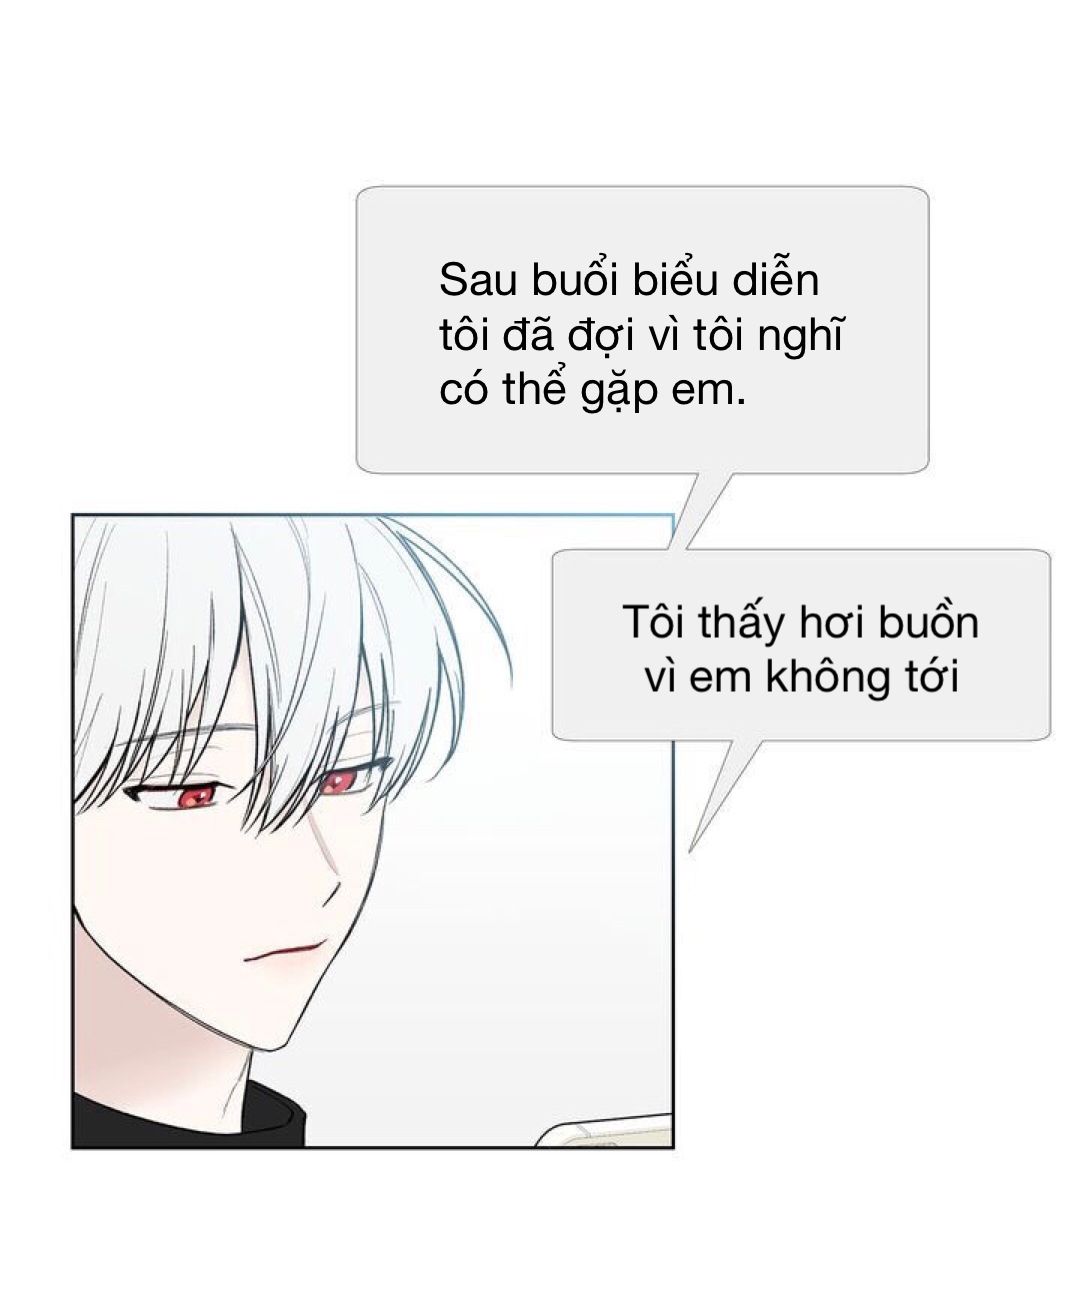 Sau buổi biểu diễn
tôi đã đợi vì tôi nghĩ
có thể gặp em.
Tôi thấy hơi buồn
vì em không tới